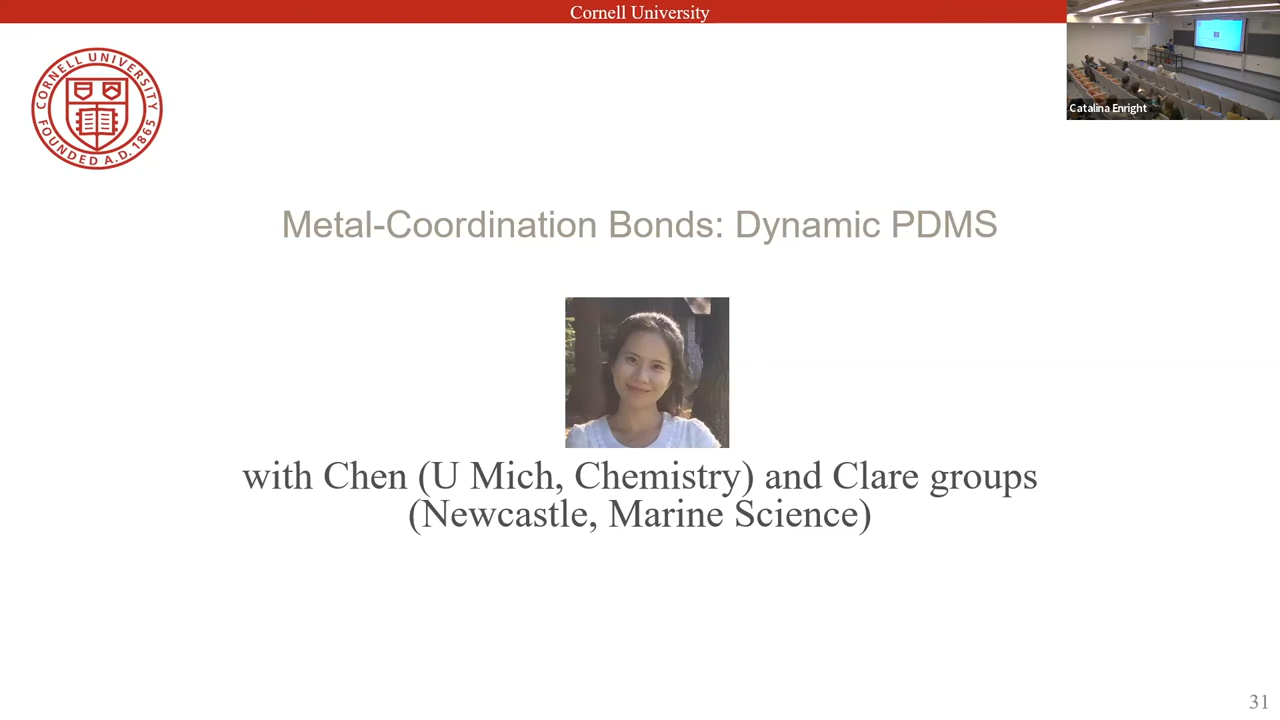 Cornell University
CORNELL UNIVERSITY
FOUNDED A.D. 1865
Catalina Enright
Metal-Coordination Bonds: Dynamic PDMS
with Chen (U Mich, Chemistry) and Clare groups
(Newcastle, Marine Science)
31